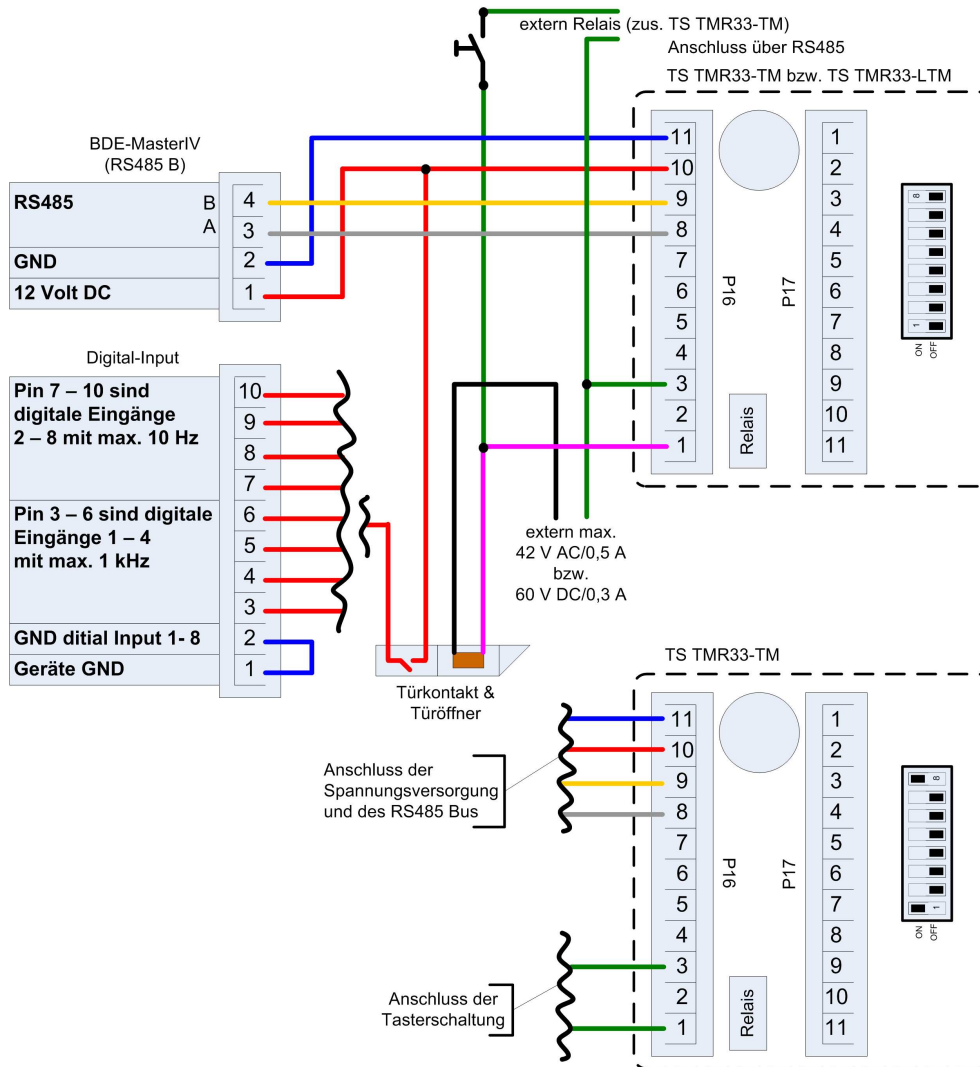 extern Relais (zus. TS TMR33-TM)
Anschluss über RS485
TS TMR33-TM bzw. TS TMR33-LTM
BDE-MasterIV
(RS485 B)
RS485
B
A
GND
12 Volt DC
4
3
2
1
11
10
9
8
7
6
5
4
3
2
1
P16
P17
Relais
1
2
3
4
5
6
7
8
9
10
11
8
1
ON
OFF
Digital-Input
Pin 7 – 10 sind
digitale Eingänge
2 – 8 mit max. 10 Hz
Pin 3 – 6 sind digitale
Eingänge 1 – 4
mit max. 1 kHz
GND ditial Input 1- 8
Geräte GND
10
9
8
7
6
5
4
3
2
1
extern max.
42 V AC/0,5 A
bzw.
60 V DC/0,3 A
Türkontakt &
Türöffner
TS TMR33-TM
Anschluss der
Spannungsversorgung
und des RS485 Bus
Anschluss der
Tasterschaltung
11
10
9
8
7
6
5
4
3
2
1
P16
P17
Relais
1
2
3
4
5
6
7
8
9
10
11
8
1
ON
OFF